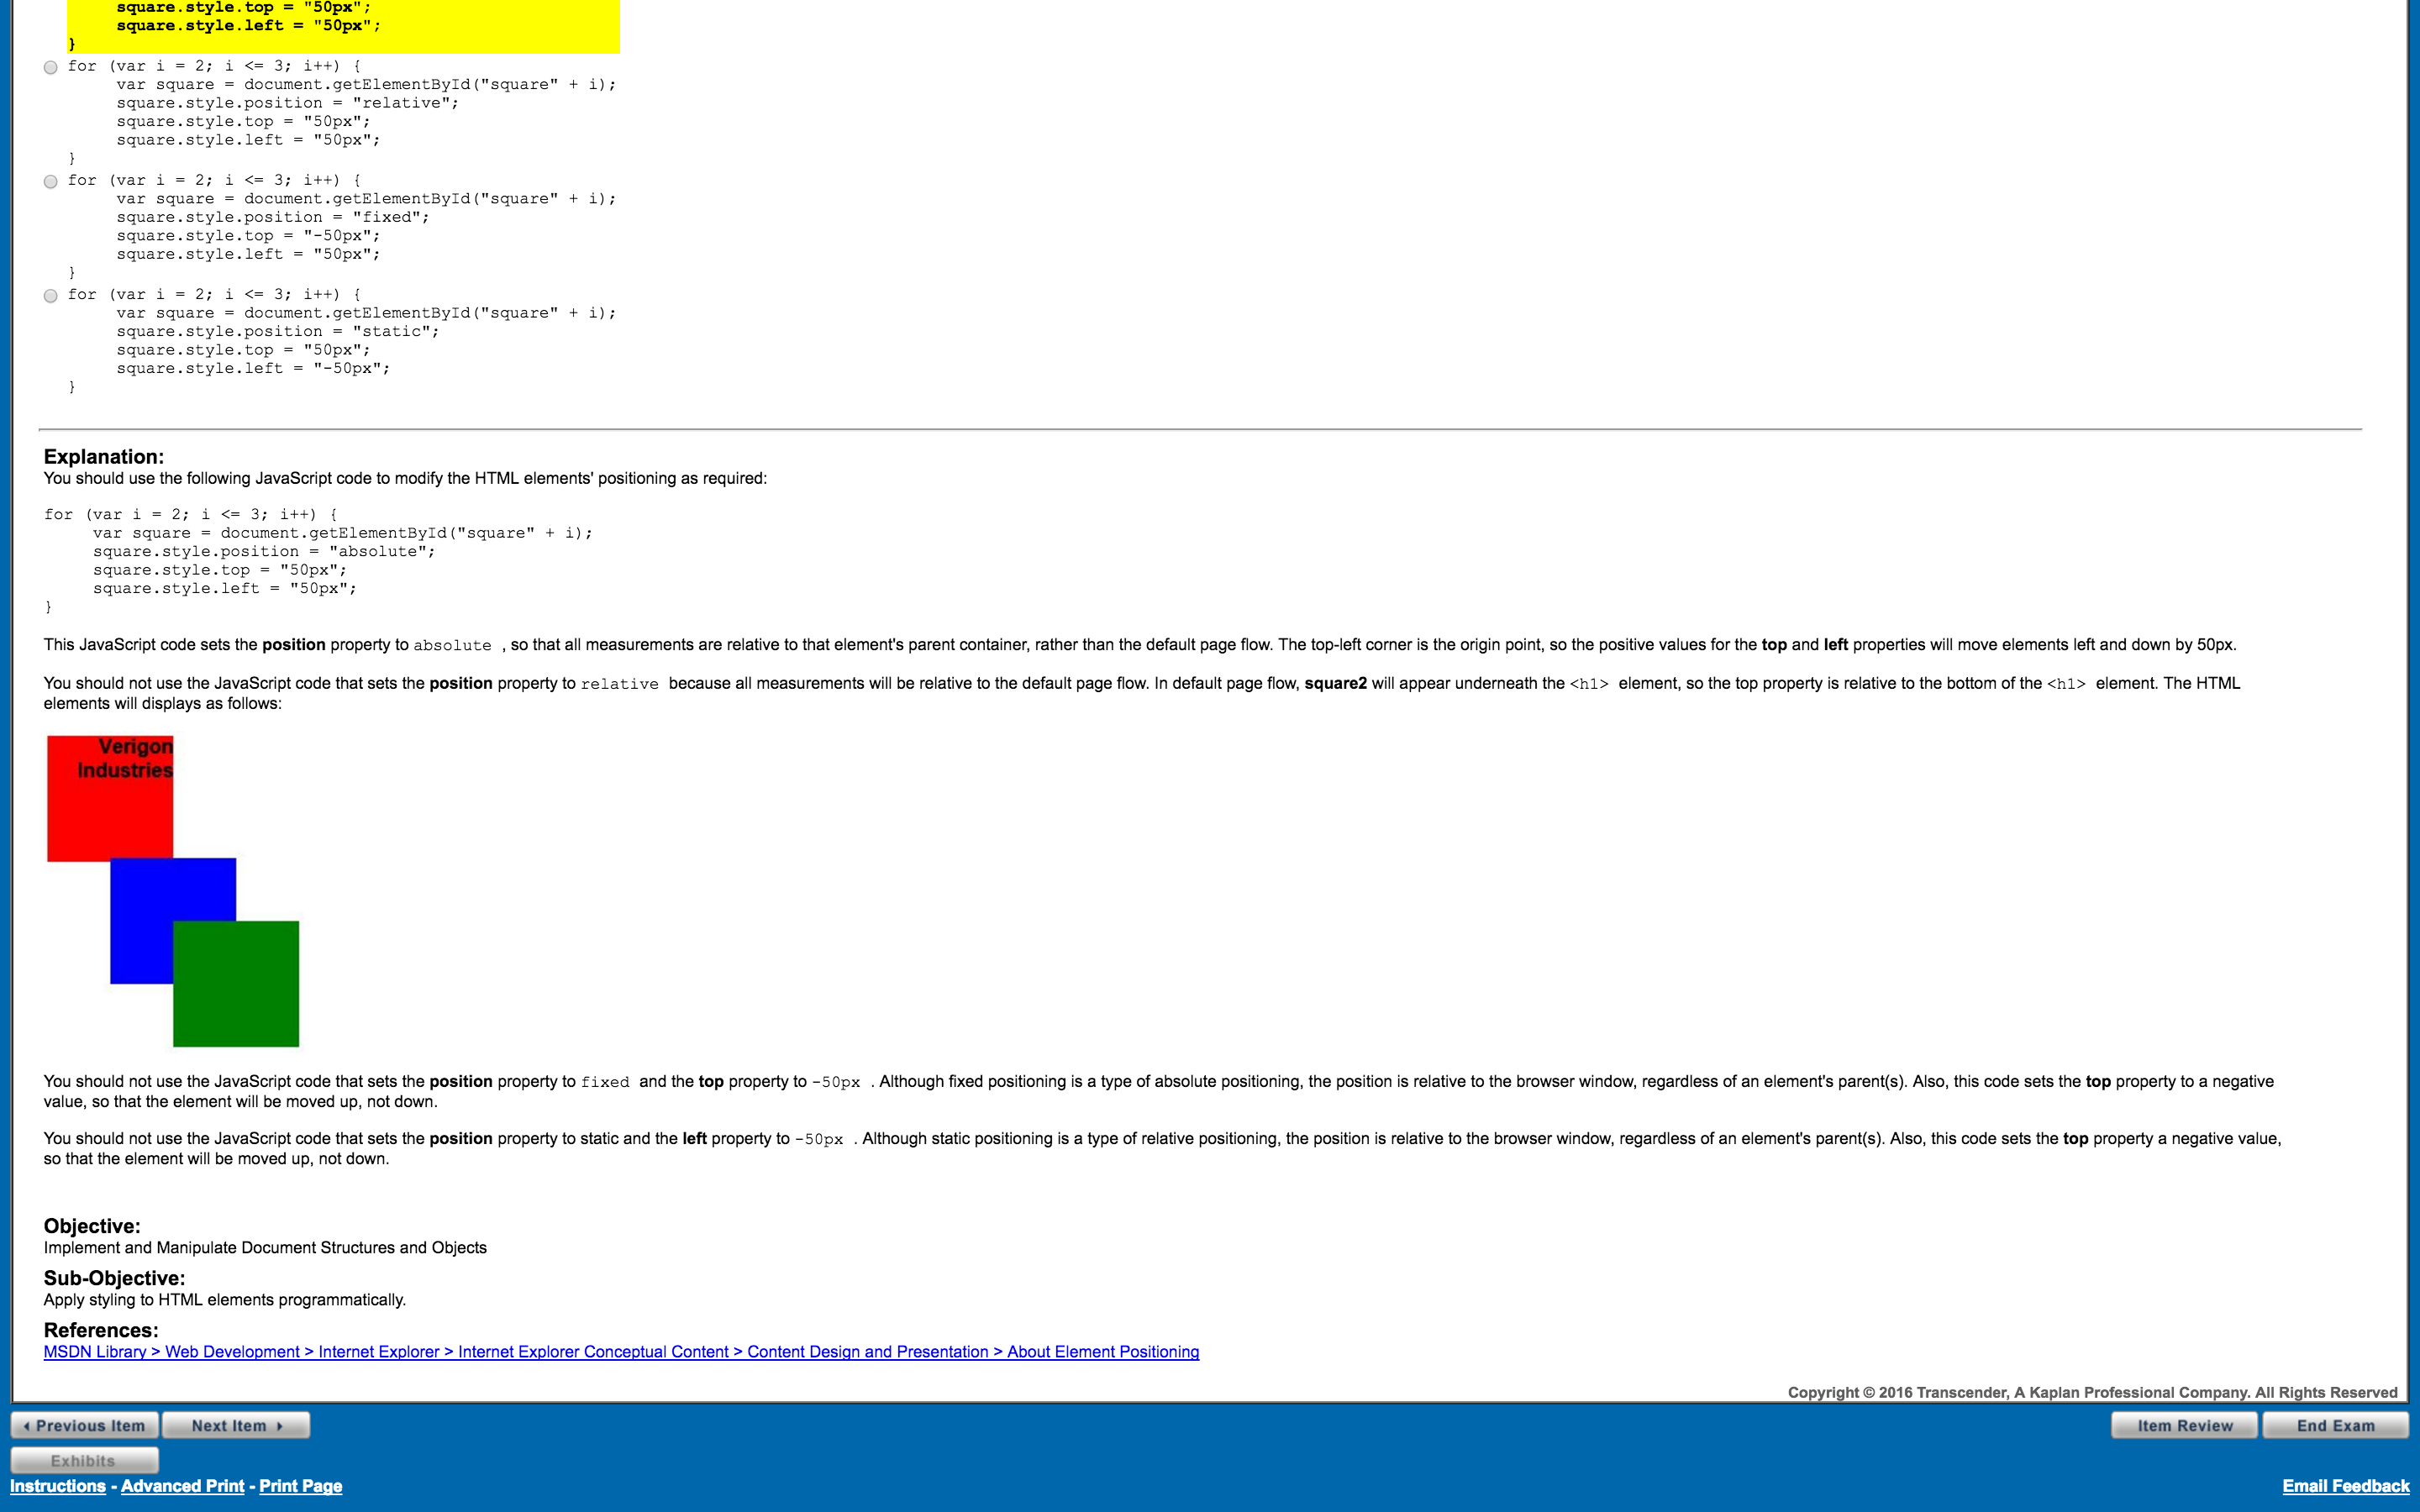 square.style.top = "50px";
square.style.left = "50px";
}
for (var i = 2; i <= 3; i++) {
var square = document.getElementById("square" + i);
square.style.position = "relative";
square.style.top = "50px";
square.style.left = "50px";
}
for (var i = 2; i <= 3; i++) {
var square = document.getElementById("square" + i);
square.style.position = "fixed";
square.style.top = "-50px";
square.style.left = "50px";
}
for (var i = 2; i <= 3; i++) {
var square = document.getElementById("square" + i);
square.style.position = "static";
square.style.top = "50px";
square.style.left = "-50px";
}
Explanation:
You should use the following JavaScript code to modify the HTML elements' positioning as required:
for (var i = 2; i <= 3; i++) {
var square = document.getElementById("square" + i);
square.style.position = "absolute";
square.style.top = "50px";
square.style.left = "50px";
}
This JavaScript code sets the position property to absolute , so that all measurements are relative to that element's parent container, rather than the default page flow. The top-left corner is the origin point, so the positive values for the top and left properties will move elements left and down by 50px.
You should not use the JavaScript code that sets the position property to relative because all measurements will be relative to the default page flow. In default page flow, square2 will appear underneath the <h1> element, so the top property is relative to the bottom of the <h1> element. The HTML
elements will displays as follows:
Verigon
Industries
You should not use the JavaScript code that sets the position property to fixed and the top property to -50px . Although fixed positioning is a type of absolute positioning, the position is relative to the browser window, regardless of an element's parent(s). Also, this code sets the top property to a negative
value, so that the element will be moved up, not down.
You should not use the JavaScript code that sets the position property to static and the left property to -50px . Although static positioning is a type of relative positioning, the position is relative to the browser window, regardless of an element's parent(s). Also, this code sets the top property a negative value,
so that the element will be moved up, not down.
Objective:
Implement and Manipulate Document Structures and Objects
Sub-Objective:
Apply styling to HTML elements programmatically.
References:
MSDN Library > Web Development > Internet Explorer > Internet Explorer Conceptual Content > Content Design and Presentation > About Element Positioning
Copyright © 2016 Transcender, A Kaplan Professional Company. All Rights Reserved
Previous Item Next Item Item Review End Exam
Exhibits
Instructions - Advanced Print - Print Page Email Feedback